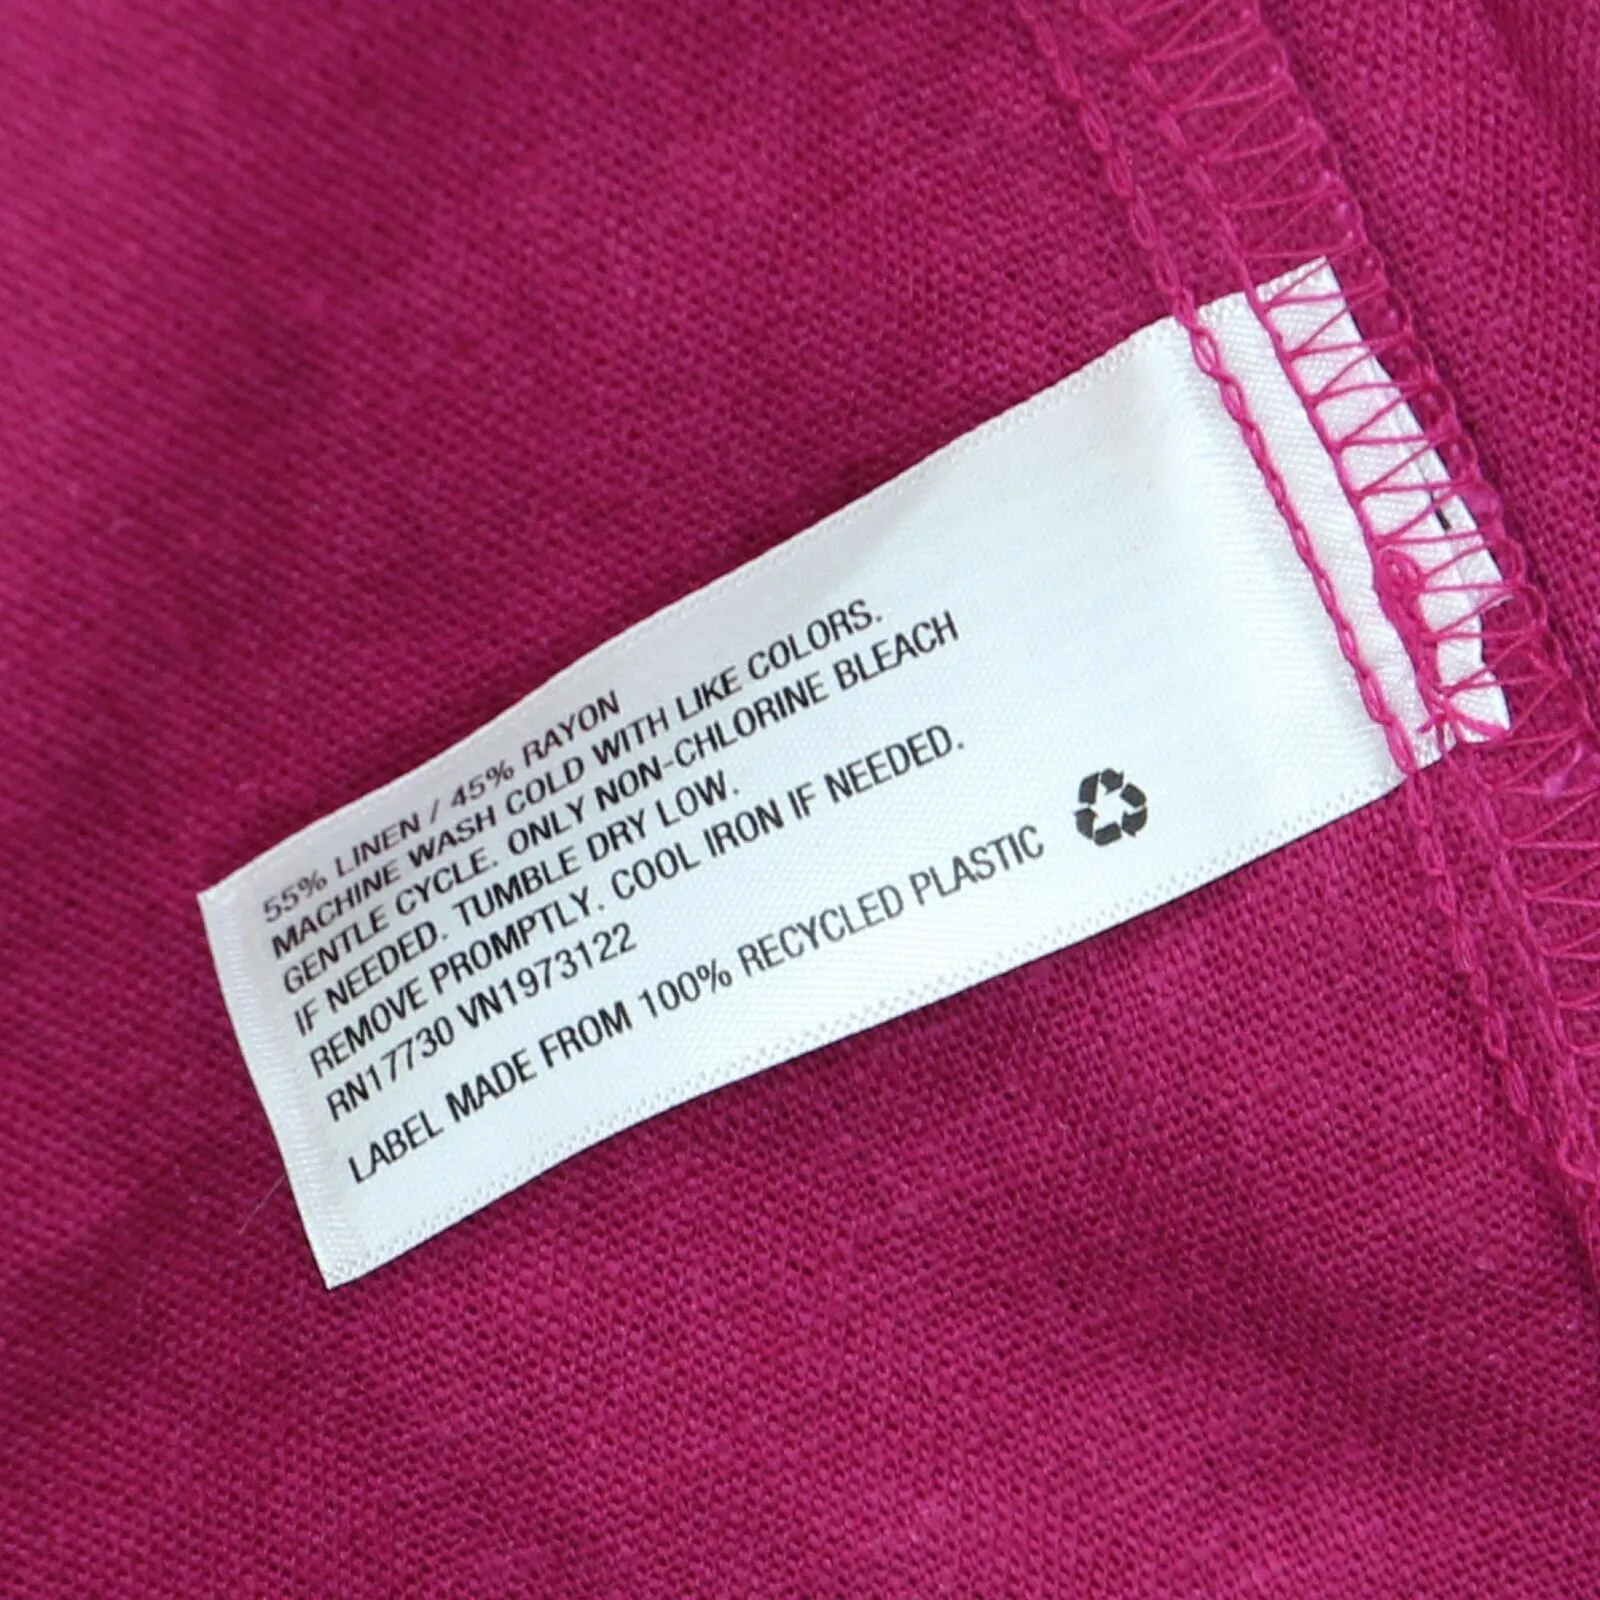 55% LINEN / 45% RAYON
MACHINE WASH COLD WITH LIKE COLORS.
GENTLE CYCLE. ONLY NON-CHLORINE BLEACH
IF NEEDED. TUMBLE DRY LOW.
REMOVE PROMPTLY. COOL IRON IF NEEDED.
RN17730 VN1973122
LABEL MADE FROM 100% RECYCLED PLASTIC